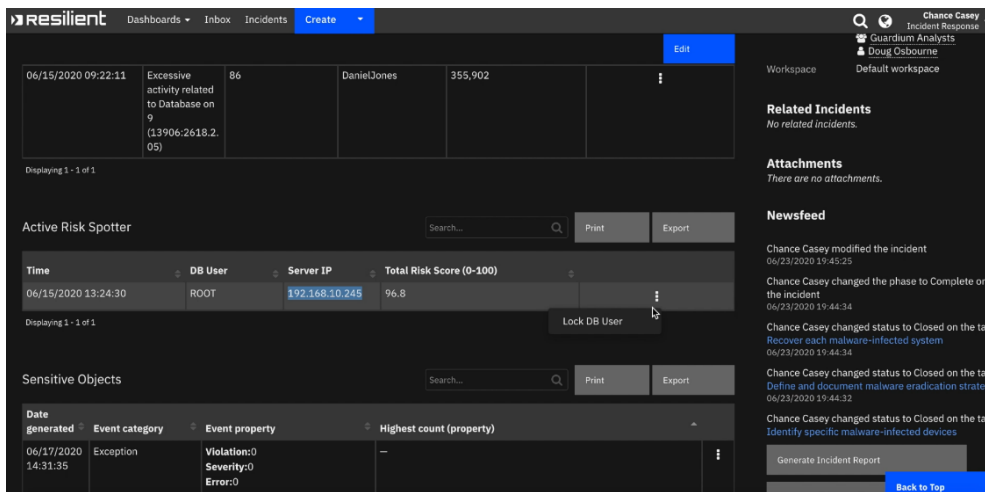 Resilient Dashboards Inbox Incidents Create
Chance Casey
Incident Response
Edit
06/15/2020 09:22:11 Excessive activity related to Database on 9 (13906:2618.2.05) 86 DanielJones 355,902
Displaying 1 - 1 of 1
Active Risk Spotter Search... Print Export
Time DB User Server IP Total Risk Score (0-100)
06/15/2020 13:24:30 ROOT 192.168.10.245 96.8
Lock DB User
Displaying 1 - 1 of 1
Sensitive Objects Search... Print Export
Date generated Event category Event property Highest count (property)
06/17/2020 14:31:35 Exception Violation:0 —
Severity:0
Error:0
Guardium Analysts
Doug Osbourne
Workspace Default workspace
Related Incidents
No related incidents.
Attachments
There are no attachments.
Newsfeed
Chance Casey modified the incident
06/23/2020 19:45:25
Chance Casey changed the phase to Complete or
the incident
06/23/2020 19:44:34
Chance Casey changed status to Closed on the ta
Recover each malware-infected system
06/23/2020 19:44:34
Chance Casey changed status to Closed on the ta
Define and document malware eradication strate
06/23/2020 19:44:32
Chance Casey changed status to Closed on the ta
Identify specific malware-infected devices
Generate Incident Report
Back to Top